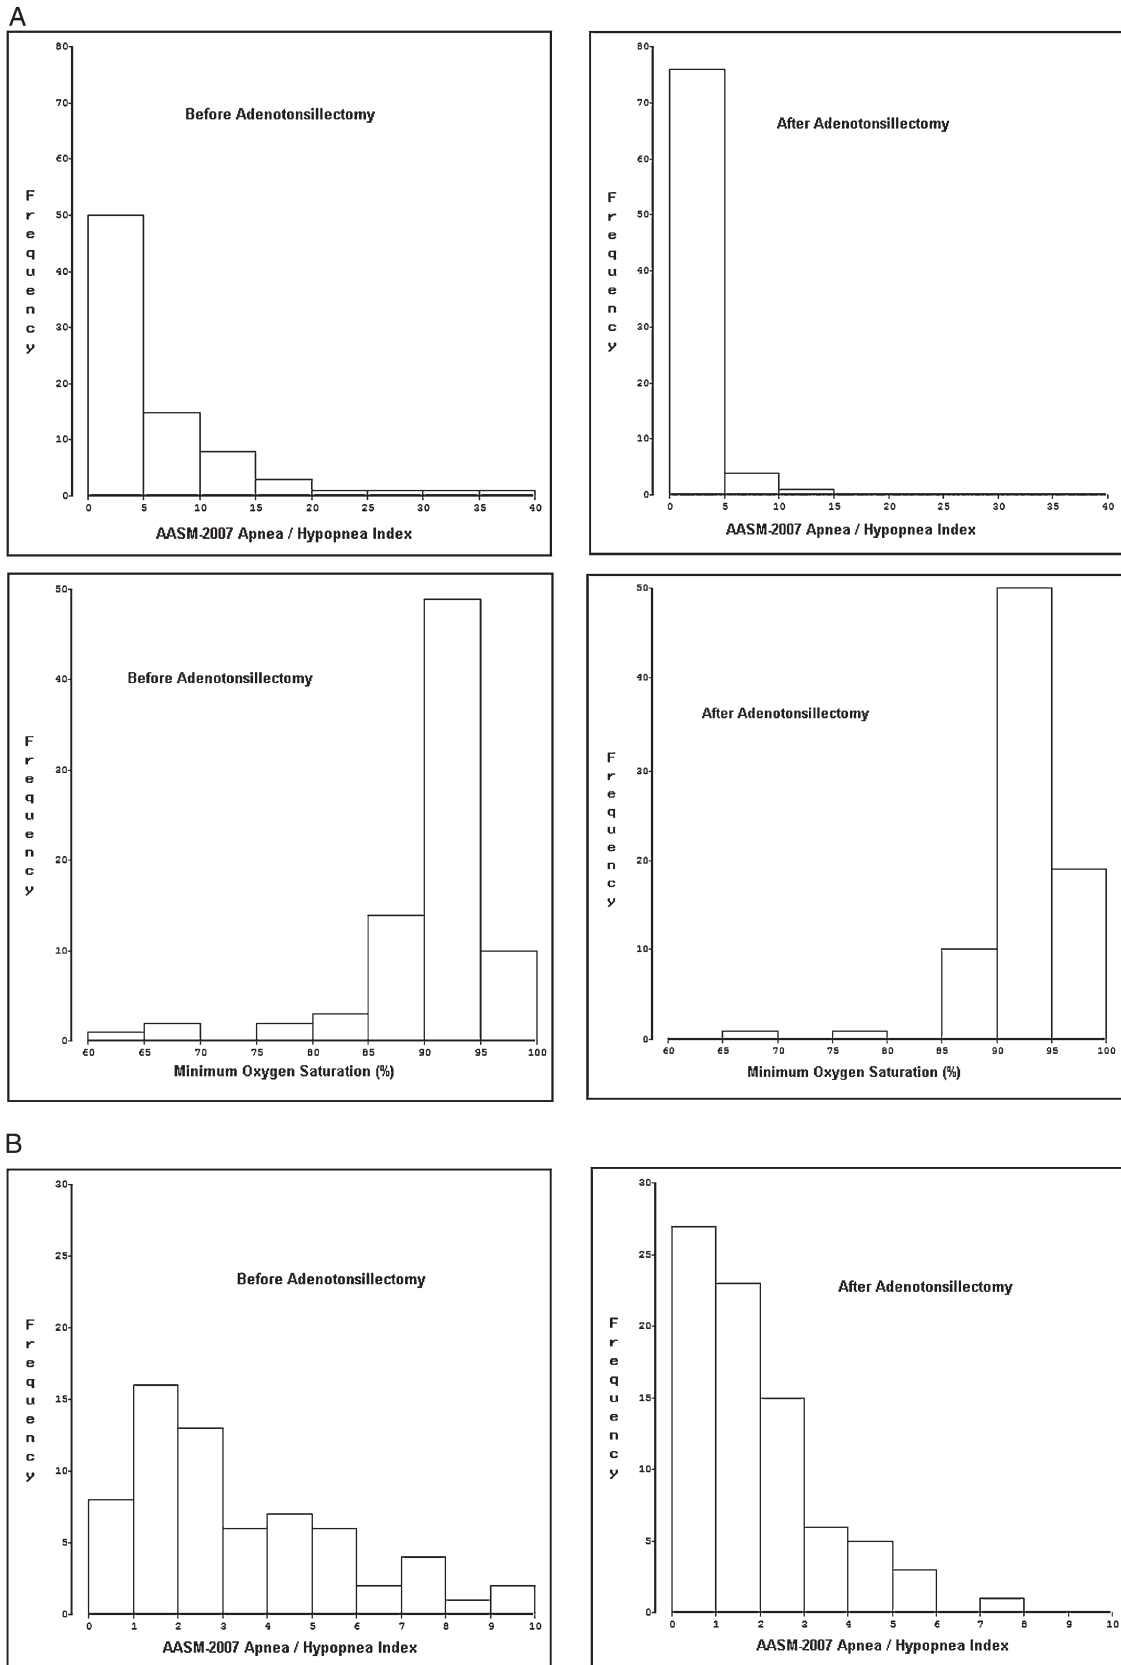 A
80
70
60
50
40
30
20
10
0
Before Adenotonsillectomy
Frequency
0 5 10 15 20 25 30 35 40
AASM-2007 Apnea / Hypopnea Index
80
70
60
50
40
30
20
10
0
After Adenotonsillectomy
Frequency
0 5 10 15 20 25 30 35 40
AASM-2007 Apnea / Hypopnea Index
50
40
30
20
10
0
Before Adenotonsillectomy
Frequency
60 65 70 75 80 85 90 95 100
Minimum Oxygen Saturation (%)
50
40
30
20
10
0
After Adenotonsillectomy
Frequency
60 65 70 75 80 85 90 95 100
Minimum Oxygen Saturation (%)
B
30
25
20
15
10
5
0
Before Adenotonsillectomy
Frequency
0 1 2 3 4 5 6 7 8 9 10
AASM-2007 Apnea / Hypopnea Index
30
25
20
15
10
5
0
After Adenotonsillectomy
Frequency
0 1 2 3 4 5 6 7 8 9 10
AASM-2007 Apnea / Hypopnea Index